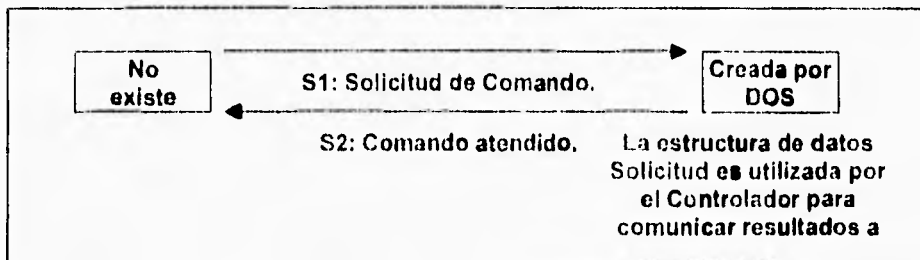 No
existe
S1: Solicitud de Comando.
Creada por
DOS
S2: Comando atendido.
La estructura de datos
Solicitud es utilizada por
el Controlador para
comunicar resultados a